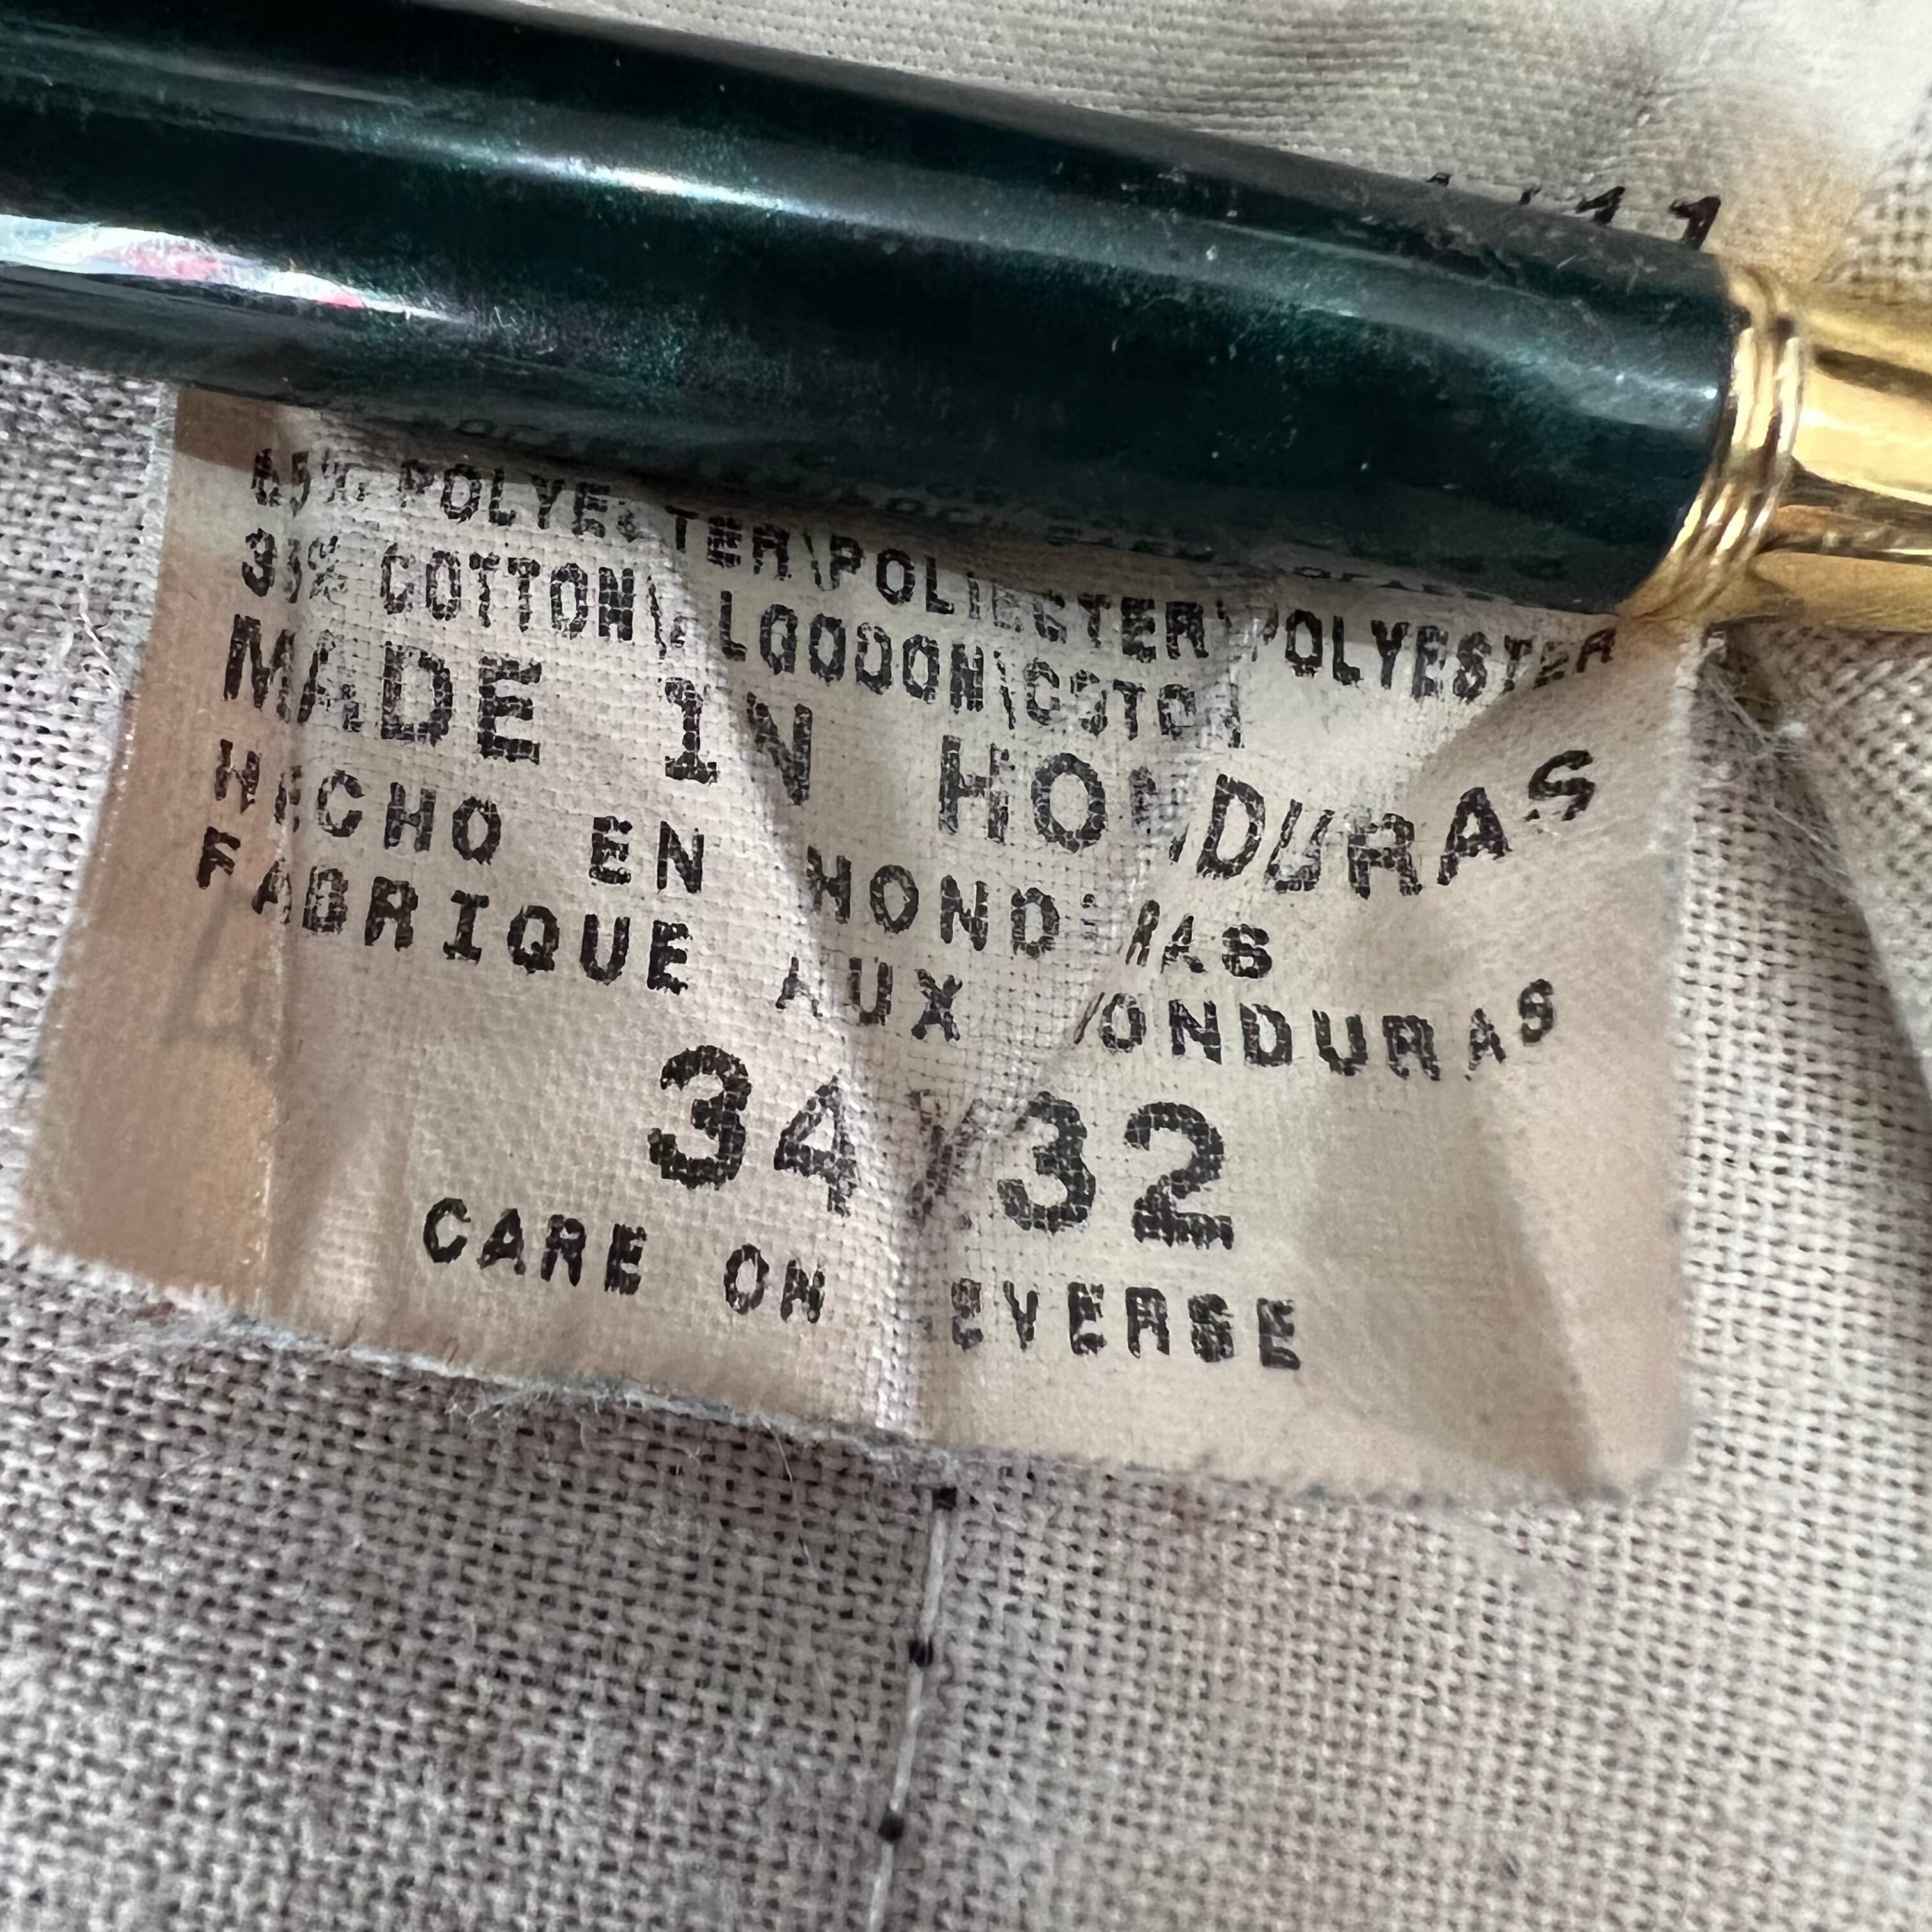 11
65% POLYESTER\POLIESTER\POLYESTER
35% COTTON\ALGODON\COTON
MADE IN HONDURAS
HECHO EN HONDURAS
FABRIQUE AUX HONDURAS
34X32
CARE ON REVERSE